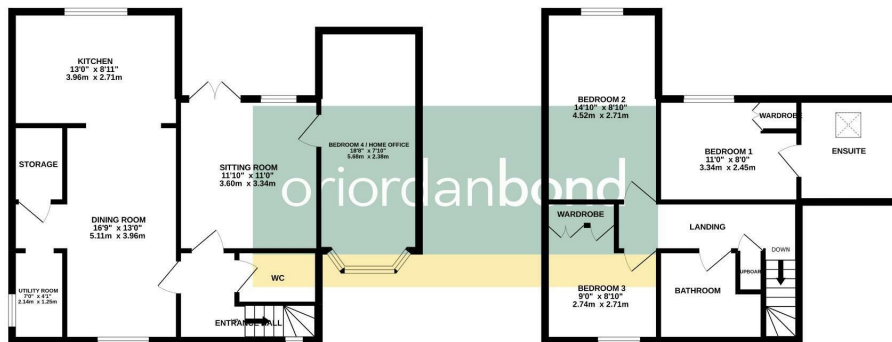 KITCHEN
13'0" x 8'11"
3.96m x 2.71m
STORAGE
DINING ROOM
16'9" x 13'0"
5.11m x 3.96m
UTILITY ROOM
7'0" x 4'1"
2.14m x 1.25m
SITTING ROOM
11'10" x 11'0"
3.60m x 3.34m
BEDROOM 4 / HOME OFFICE
18'8" x 7'10"
5.68m x 2.38m
WC
ENTRANCE HALL
oriordanbond
BEDROOM 2
14'10" x 8'10"
4.52m x 2.71m
WARDROBE
BEDROOM 1
11'0" x 8'0"
3.34m x 2.45m
ENSUITE
WARDROBE
LANDING
DOWN
BEDROOM 3
9'0" x 8'10"
2.74m x 2.71m
BATHROOM
UPBOAR